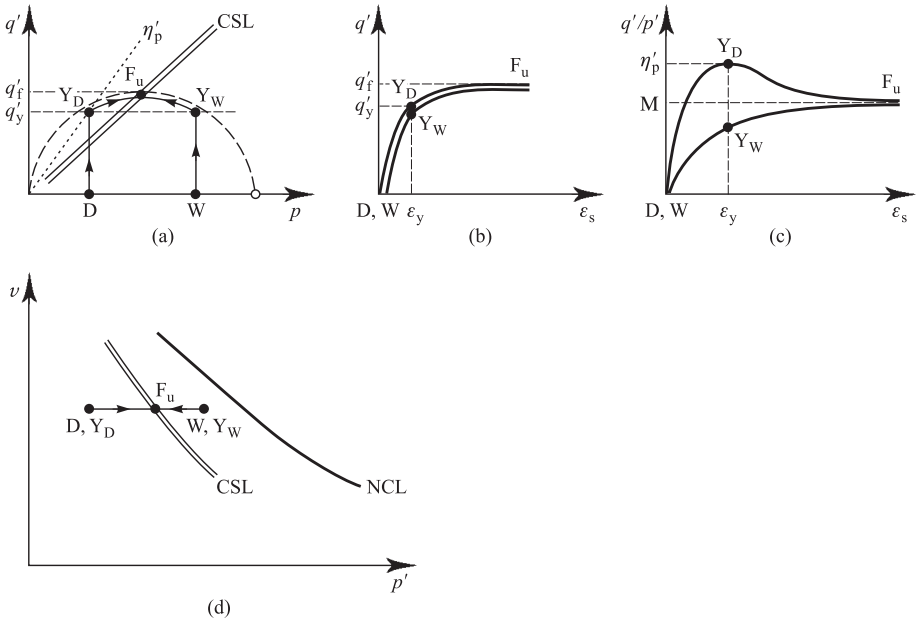 q′
η′p
CSL
Fu
q′f
YD
YW
q′y
D
W
p
(a)
q′
Fu
q′f
YD
q′y
YW
D, W
εy
εs
(b)
q′/p′
YD
η′p
Fu
M
YW
D, W
εy
εs
(c)
v
Fu
D, YD
W, YW
CSL
NCL
p′
(d)